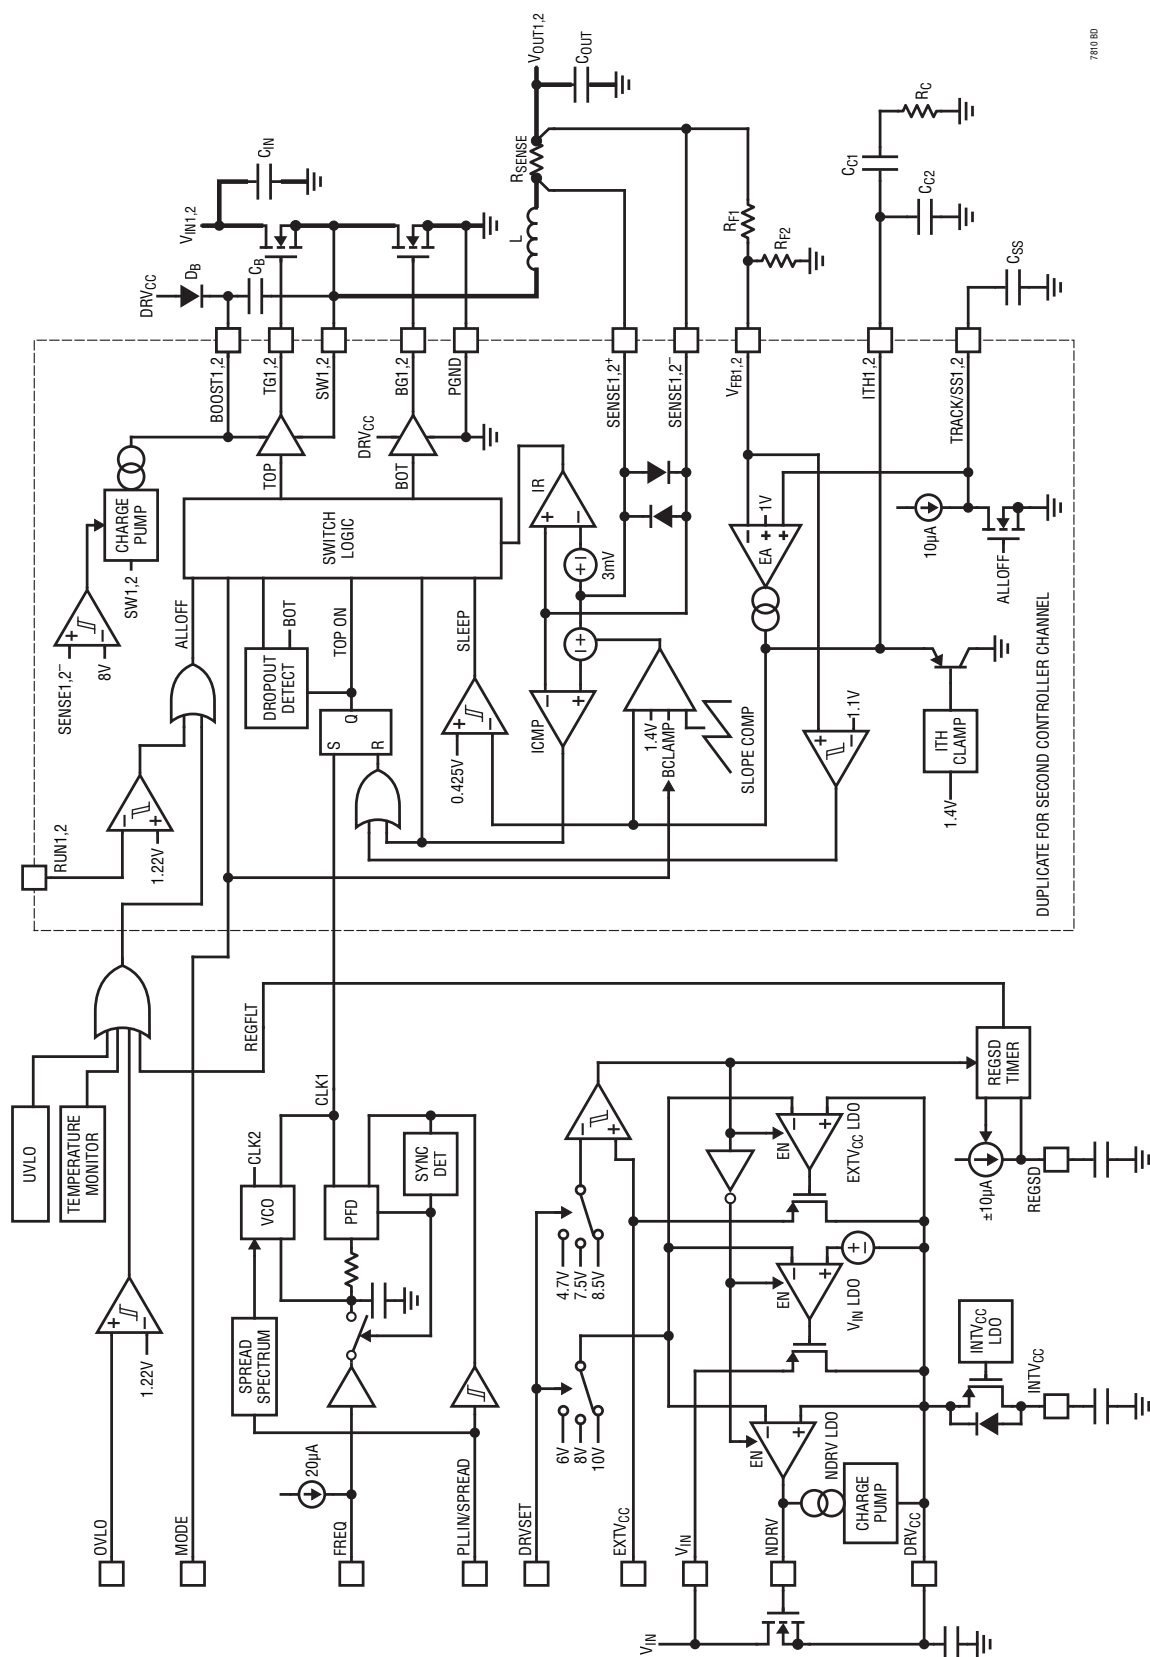 OVLO
1.22V
UVLO
TEMPERATURE
MONITOR
RUN1,2
1.22V
ALLOFF
SENSE1,2⁻
8V
SW1,2
CHARGE
PUMP
BOOST1,2
DRVCC
DB
CB
VIN1,2
CIN
TG1,2
SW1,2
TOP
MODE
REGFLT
FREQ
20µA
SPREAD
SPECTRUM
VCO
CLK2
CLK1
PFD
SYNC
DET
PLLIN/SPREAD
DROPOUT
DETECT
BOT
TOP ON
S
Q
R
SLEEP
0.425V
SWITCH
LOGIC
BOT
DRVCC
BG1,2
PGND
L
RSENSE
VOUT1,2
COUT
IR
3mV
ICMP
1.4V
BCLAMP
SLOPE COMP
SENSE1,2⁺
SENSE1,2⁻
DRVSET
6V
8V
10V
4.7V
7.5V
8.5V
EXTVCC
VIN
VIN
NDRV
DRVCC
EN
NDRV LDO
CHARGE
PUMP
EN
VIN LDO
EN
EXTVCC LDO
INTVCC
LDO
INTVCC
REGSD
TIMER
±10µA
REGSD
EA
1V
1.1V
VFB1,2
RF1
RF2
ITH1,2
CC1
RC
CC2
TRACK/SS1,2
CSS
10µA
ALLOFF
ITH
CLAMP
1.4V
DUPLICATE FOR SECOND CONTROLLER CHANNEL
7810 BD